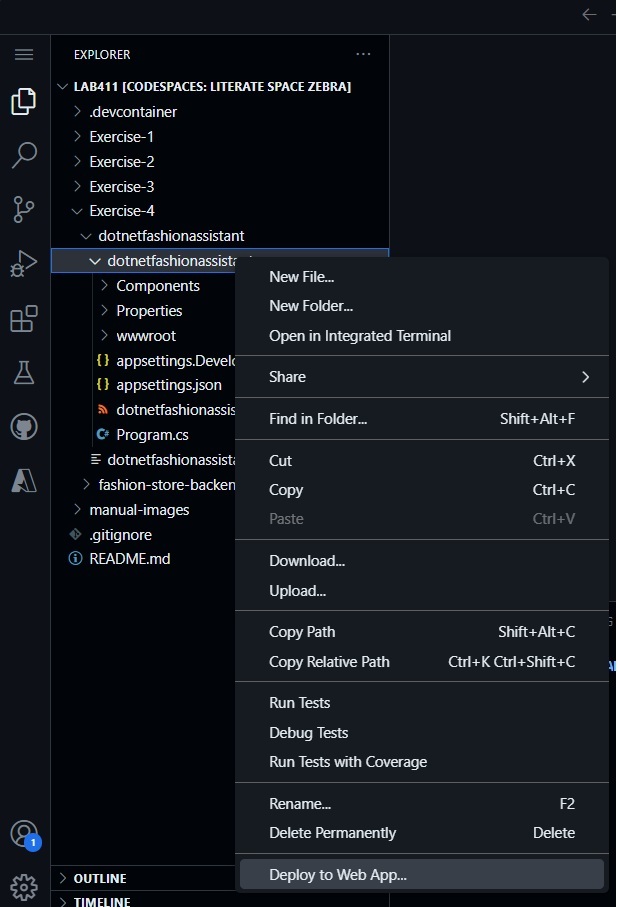 EXPLORER
LAB411 [CODESPACES: LITERATE SPACE ZEBRA]
.devcontainer
Exercise-1
Exercise-2
Exercise-3
Exercise-4
dotnetfashionassistant
dotnetfashionassista
Components
Properties
wwwroot
{} appsettings.Develo
{} appsettings.json
dotnetfashionassis
C# Program.cs
dotnetfashionassista
fashion-store-backen
manual-images
.gitignore
README.md
1
OUTLINE
TIMELINE
New File...
New Folder...
Open in Integrated Terminal
Share
Find in Folder... Shift+Alt+F
Cut Ctrl+X
Copy Ctrl+C
Paste Ctrl+V
Download...
Upload...
Copy Path Shift+Alt+C
Copy Relative Path Ctrl+K Ctrl+Shift+C
Run Tests
Debug Tests
Run Tests with Coverage
Rename... F2
Delete Permanently Delete
Deploy to Web App...